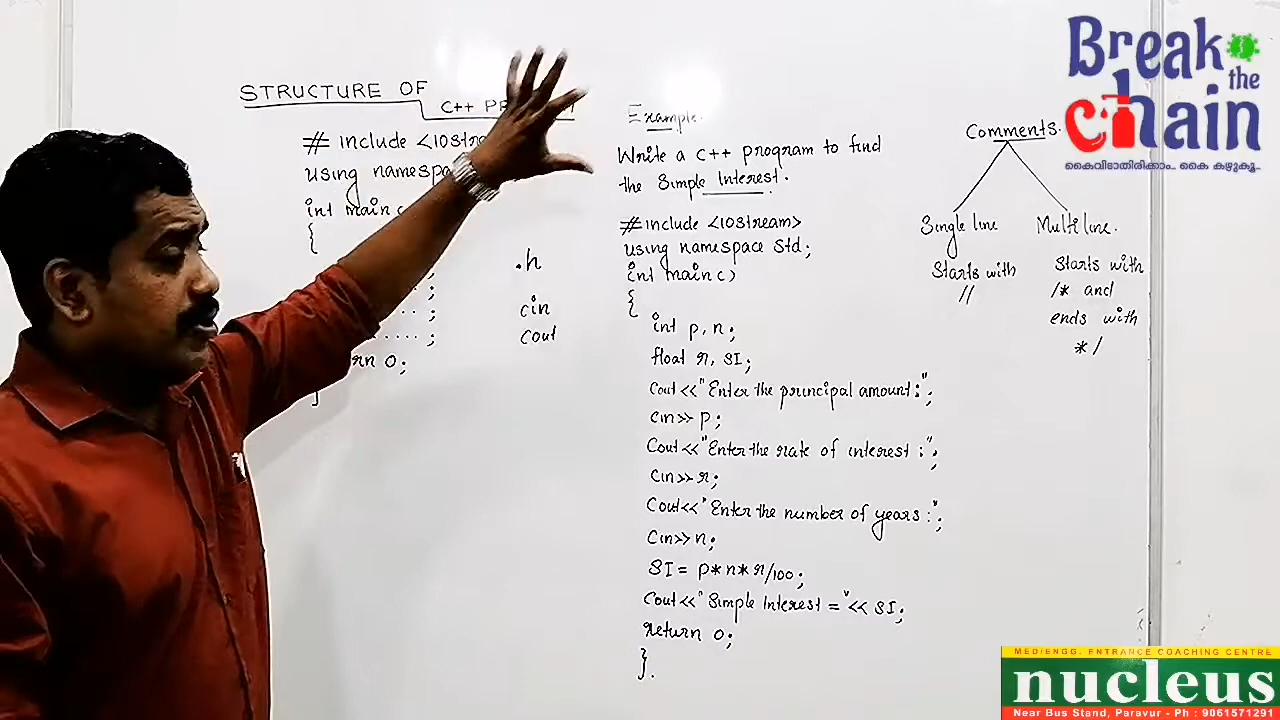 STRUCTURE OF
C++
# include <IOstre
using namesp
int main c
{
;
;
. . . . ;
. . . . . ;
0;
}
.h
cin
cout
Example.
Write a C++ program to find
the Simple Interest.
# include <IOStream>
using namespace Std;
int main c)
{
int p, n;
float r, SI;
Cout<<"Enter the principal amount:";
Cin>> p;
Cout<<"Enter the rate of interest :";
Cin>> r;
Cout<<"Enter the number of years:";
Cin>> n;
SI = p*n*r/100;
Cout<<"Simple Interest ="<< SI;
return 0;
}.
Comments.
Single line
Starts with
//
Multi line.
Starts with
/* and
ends with
*/
Break
the
chain
കൈവിടാതിരിക്കാം.. കൈ കഴുകൂ..
MED/ENGG. ENTRANCE COACHING CENTRE
nucleus
Near Bus Stand, Paravur - Ph : 9061571291